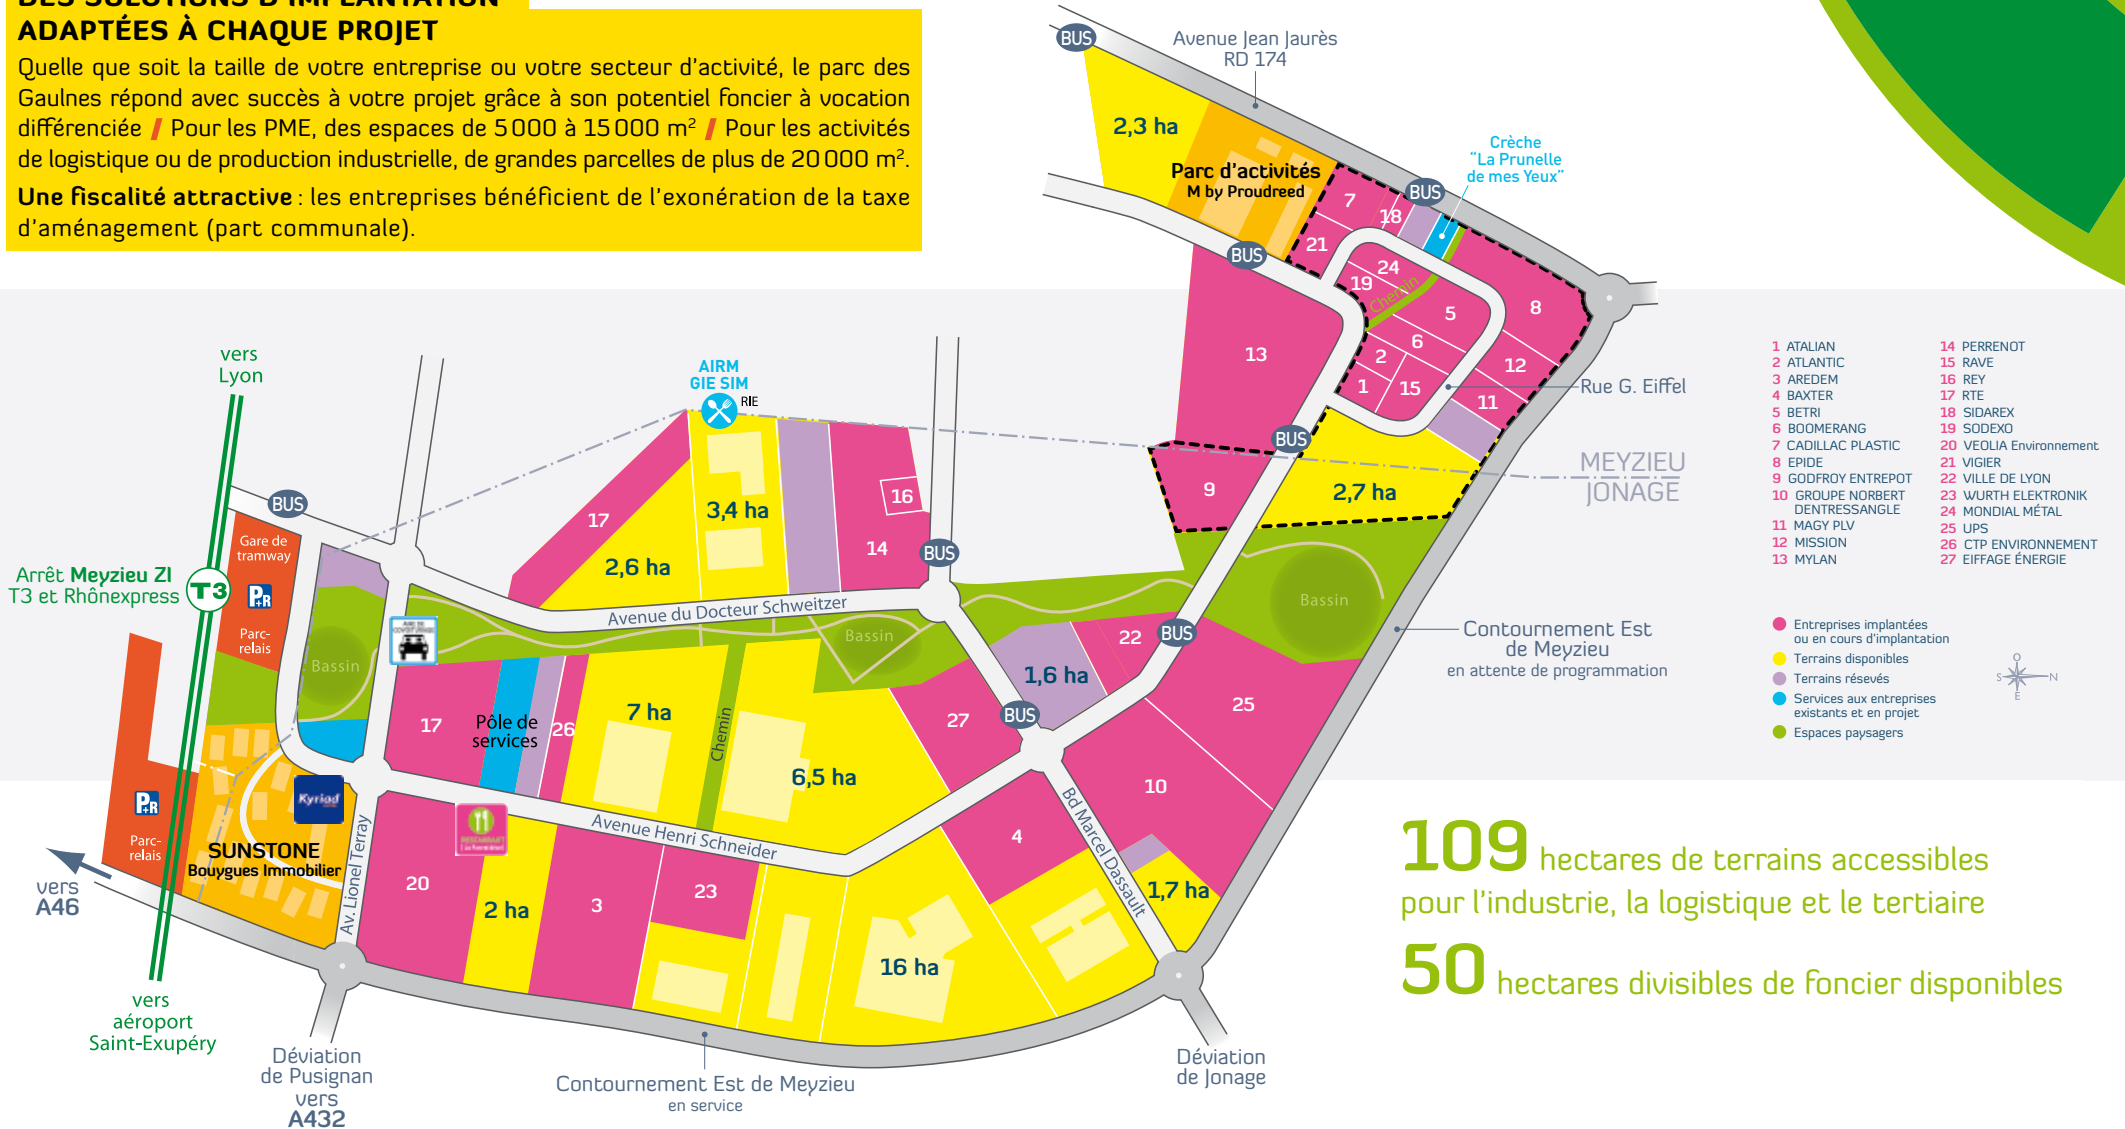 DES SOLUTIONS D'IMPLANTATION
ADAPTÉES À CHAQUE PROJET
Quelle que soit la taille de votre entreprise ou votre secteur d'activité, le parc des
Gaulnes répond avec succès à votre projet grâce à son potentiel foncier à vocation
différenciée / Pour les PME, des espaces de 5 000 à 15 000 m² / Pour les activités
de logistique ou de production industrielle, de grandes parcelles de plus de 20 000 m².
Une fiscalité attractive : les entreprises bénéficient de l'exonération de la taxe
d'aménagement (part communale).
BUS
Avenue Jean Jaurès
RD 174
2,3 ha
Parc d'activités
M by Proudreed
Crèche
"La Prunelle
de mes Yeux"
BUS
7
18
21
BUS
24
19
Chemin
5
8
6
2
12
1
15
11
13
Rue G. Eiffel
BUS
MEYZIEU
JONAGE
9
2,7 ha
vers
Lyon
AIRM
GIE SIM
RIE
BUS
17
3,4 ha
16
14
2,6 ha
BUS
Gare de
tramway
P+R
Parc-
relais
Arrêt Meyzieu ZI
T3 et Rhônexpress
T3
Avenue du Docteur Schweitzer
Bassin
Bassin
Bassin
22
BUS
1,6 ha
Contournement Est
de Meyzieu
en attente de programmation
17
Pôle de
services
26
7 ha
Chemin
6,5 ha
27
BUS
25
10
P+R
Parc-
relais
Kyriad
SUNSTONE
Bouygues Immobilier
Av. Lionel Terray
Avenue Henri Schneider
4
Bd Marcel Dassault
1,7 ha
20
2 ha
3
23
16 ha
vers
A46
vers
aéroport
Saint-Exupéry
Déviation
de Pusignan
vers
A432
Contournement Est de Meyzieu
en service
Déviation
de Jonage
1 ATALIAN
2 ATLANTIC
3 AREDEM
4 BAXTER
5 BETRI
6 BOOMERANG
7 CADILLAC PLASTIC
8 EPIDE
9 GODFROY ENTREPOT
10 GROUPE NORBERT
DENTRESSANGLE
11 MAGY PLV
12 MISSION
13 MYLAN
14 PERRENOT
15 RAVE
16 REY
17 RTE
18 SIDAREX
19 SODEXO
20 VEOLIA Environnement
21 VIGIER
22 VILLE DE LYON
23 WURTH ELEKTRONIK
24 MONDIAL MÉTAL
25 UPS
26 CTP ENVIRONNEMENT
27 EIFFAGE ÉNERGIE
Entreprises implantées
ou en cours d'implantation
Terrains disponibles
Terrains résevés
Services aux entreprises
existants et en projet
Espaces paysagers
O
S N
E
109 hectares de terrains accessibles
pour l'industrie, la logistique et le tertiaire
50 hectares divisibles de foncier disponibles